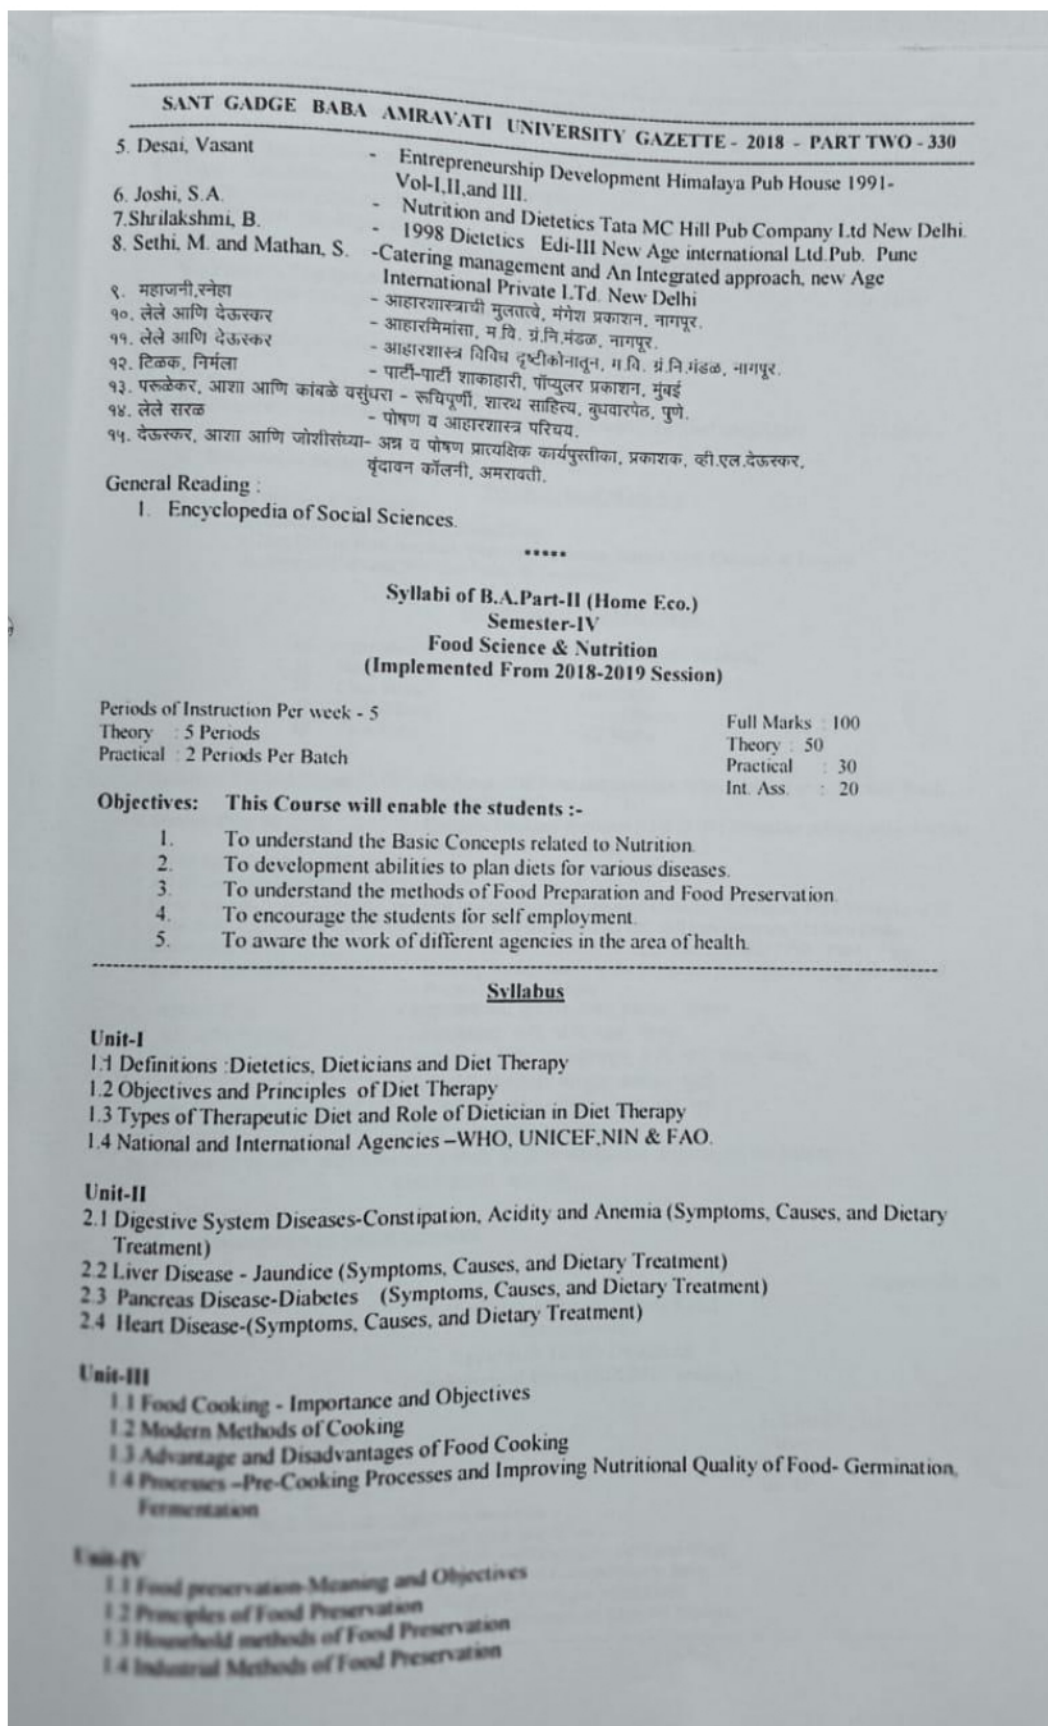 SANT GADGE BABA AMRAVATI UNIVERSITY GAZETTE - 2018 - PART TWO - 330
5. Desai, Vasant - Entrepreneurship Development Himalaya Pub House 1991-
Vol-I,II,and III.
6. Joshi, S.A. - Nutrition and Dietetics Tata MC Hill Pub Company Ltd New Delhi.
7.Shrilakshmi, B. - 1998 Dietetics Edi-III New Age international Ltd.Pub. Pune
8. Sethi, M. and Mathan, S. -Catering management and An Integrated approach, new Age
International Private LTd. New Delhi
९. महाजनी,स्नेहा - आहारशास्त्राची मुलतत्वे, मंगेश प्रकाशन, नागपूर.
१०. लेले आणि देऊस्कर - आहारमिमांसा, म.वि. ग्रं.नि.मंडळ, नागपूर.
११. लेले आणि देऊस्कर - आहारशास्त्र विविध दृष्टीकोनातून, म.वि. ग्रं.नि.मंडळ, नागपूर.
१२. टिळक, निर्मला - पार्टी-पार्टी शाकाहारी, पॉप्युलर प्रकाशन, मुंबई
१३. परूळेकर, आशा आणि कांबळे वसुंधरा - रूचिपूर्णी, शारथ साहित्य, बुधवारपेठ, पुणे.
१४. लेले सरळ - पोषण व आहारशास्त्र परिचय.
१५. देऊस्कर, आशा आणि जोशीसंध्या- अन्न व पोषण प्रात्यक्षिक कार्यपुस्तीका, प्रकाशक, व्ही.एल.देऊस्कर,
वृंदावन कॉलनी, अमरावती.
General Reading :
1. Encyclopedia of Social Sciences.
*****
Syllabi of B.A.Part-II (Home Eco.)
Semester-IV
Food Science & Nutrition
(Implemented From 2018-2019 Session)
Periods of Instruction Per week - 5
Theory : 5 Periods
Practical : 2 Periods Per Batch
Full Marks : 100
Theory : 50
Practical : 30
Int. Ass. : 20
Objectives: This Course will enable the students :-
1. To understand the Basic Concepts related to Nutrition.
2. To development abilities to plan diets for various diseases.
3. To understand the methods of Food Preparation and Food Preservation.
4. To encourage the students for self employment.
5. To aware the work of different agencies in the area of health.
Syllabus
Unit-I
1.1 Definitions :Dietetics, Dieticians and Diet Therapy
1.2 Objectives and Principles of Diet Therapy
1.3 Types of Therapeutic Diet and Role of Dietician in Diet Therapy
1.4 National and International Agencies –WHO, UNICEF,NIN & FAO.
Unit-II
2.1 Digestive System Diseases-Constipation, Acidity and Anemia (Symptoms, Causes, and Dietary
Treatment)
2.2 Liver Disease - Jaundice (Symptoms, Causes, and Dietary Treatment)
2.3 Pancreas Disease-Diabetes (Symptoms, Causes, and Dietary Treatment)
2.4 Heart Disease-(Symptoms, Causes, and Dietary Treatment)
Unit-III
1.1 Food Cooking - Importance and Objectives
1.2 Modern Methods of Cooking
1.3 Advantage and Disadvantages of Food Cooking
1.4 Processes –Pre-Cooking Processes and Improving Nutritional Quality of Food- Germination,
Fermentation
Unit-IV
1.1 Food preservation-Meaning and Objectives
1.2 Principles of Food Preservation
1.3 Household methods of Food Preservation
1.4 Industrial Methods of Food Preservation